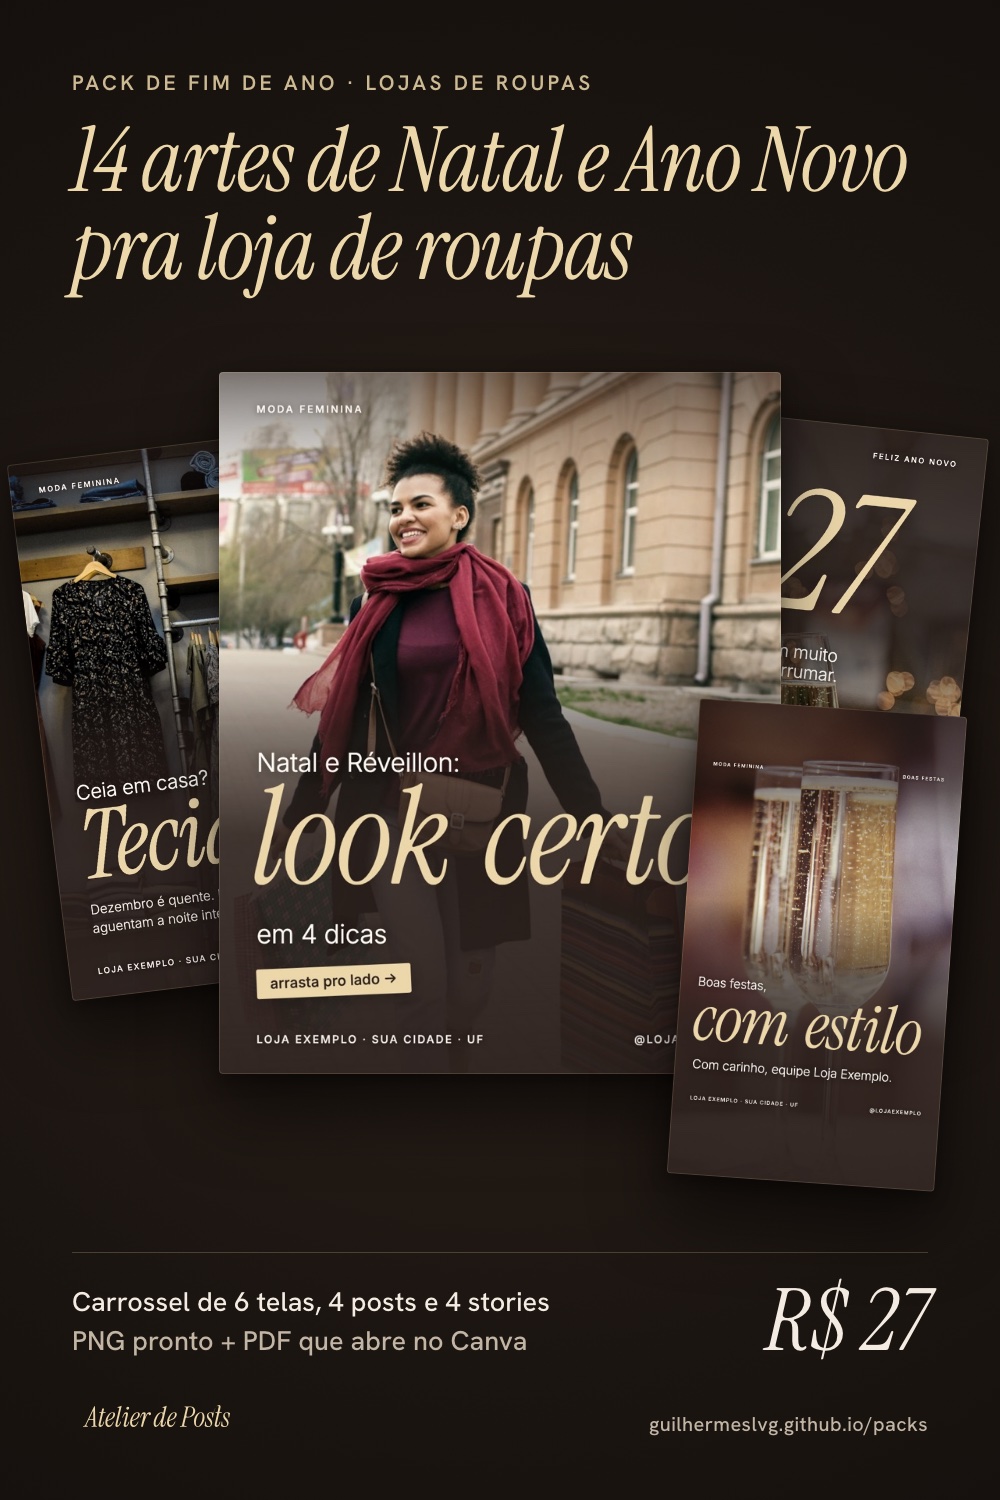 PACK DE FIM DE ANO · LOJAS DE ROUPAS
14 artes de Natal e Ano Novo
pra loja de roupas
MODA FEMININA
Ceia em casa?
Dezembro é quente.
aguentam a noite
LOJA EXEMPLO · SUA
MODA FEMININA
Natal e Réveillon:
look certo
em 4 dicas
arrasta pro lado →
LOJA EXEMPLO · SUA CIDADE · UF
FELIZ ANO NOVO
27
muito
MODA FEMININA
BOAS FESTAS
Boas festas,
com estilo
Com carinho, equipe Loja Exemplo.
LOJA EXEMPLO · SUA CIDADE · UF
@LOJAEXEMPLO
Carrossel de 6 telas, 4 posts e 4 stories
PNG pronto + PDF que abre no Canva
R$ 27
Atelier de Posts
guilhermeslvg.github.io/packs